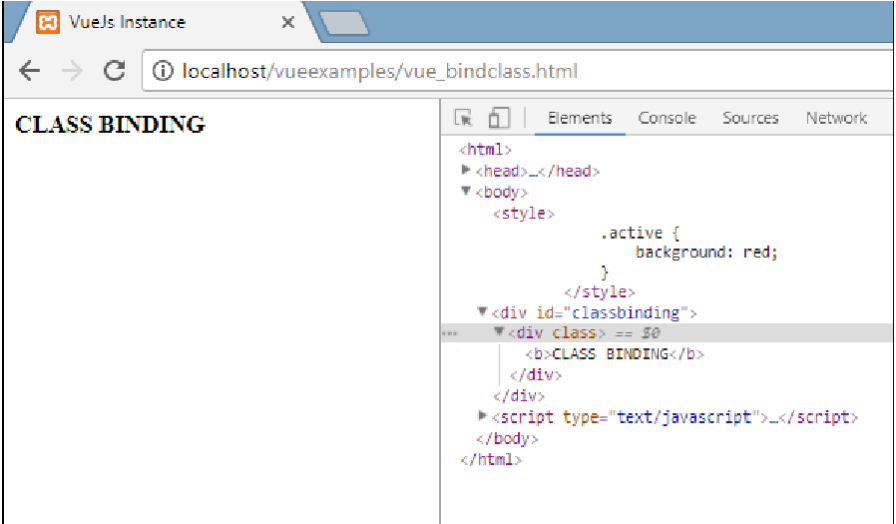 VueJs Instance
localhost/vueexamples/vue_bindclass.html
CLASS BINDING
Elements Console Sources Network
<html>
<head>…</head>
<body>
<style>
.active {
background: red;
}
</style>
<div id="classbinding">
<div class> == $0
<b>CLASS BINDING</b>
</div>
</div>
<script type="text/javascript">…</script>
</body>
</html>